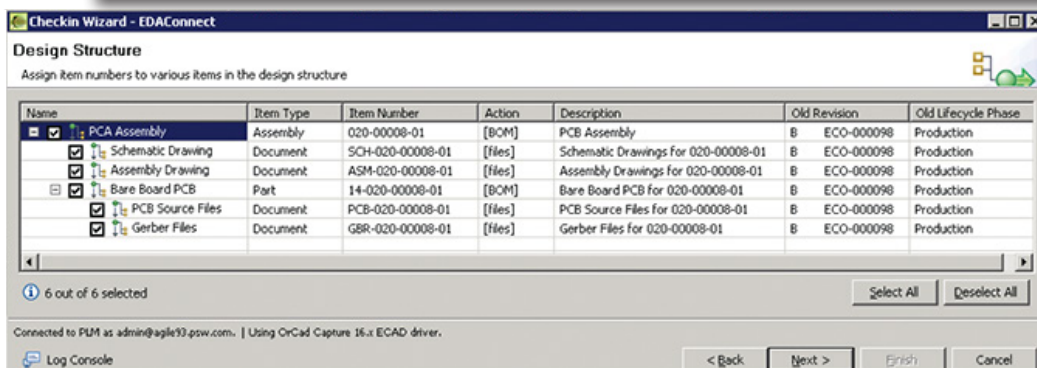 Checkin Wizard - EDAConnect
Design Structure
Assign item numbers to various items in the design structure
Name Item Type Item Number Action Description Old Revision Old Lifecycle Phase
PCA Assembly Assembly 020-00008-01 [BOM] PCB Assembly B ECO-000098 Production
Schematic Drawing Document SCH-020-00008-01 [files] Schematic Drawings for 020-00008-01 B ECO-000098 Production
Assembly Drawing Document ASM-020-00008-01 [files] Assembly Drawings for 020-00008-01 B ECO-000098 Production
Bare Board PCB Part 14-020-00008-01 [BOM] Bare Board PCB for 020-00008-01 B ECO-000098 Production
PCB Source Files Document PCB-020-00008-01 [files] PCB Source Files for 020-00008-01 B ECO-000098 Production
Gerber Files Document GBR-020-00008-01 [files] Gerber Files for 020-00008-01 B ECO-000098 Production
6 out of 6 selected Select All Deselect All
Connected to PLM as admin@agile93.psw.com. | Using OrCad Capture 16.x ECAD driver.
Log Console < Back Next > Finish Cancel